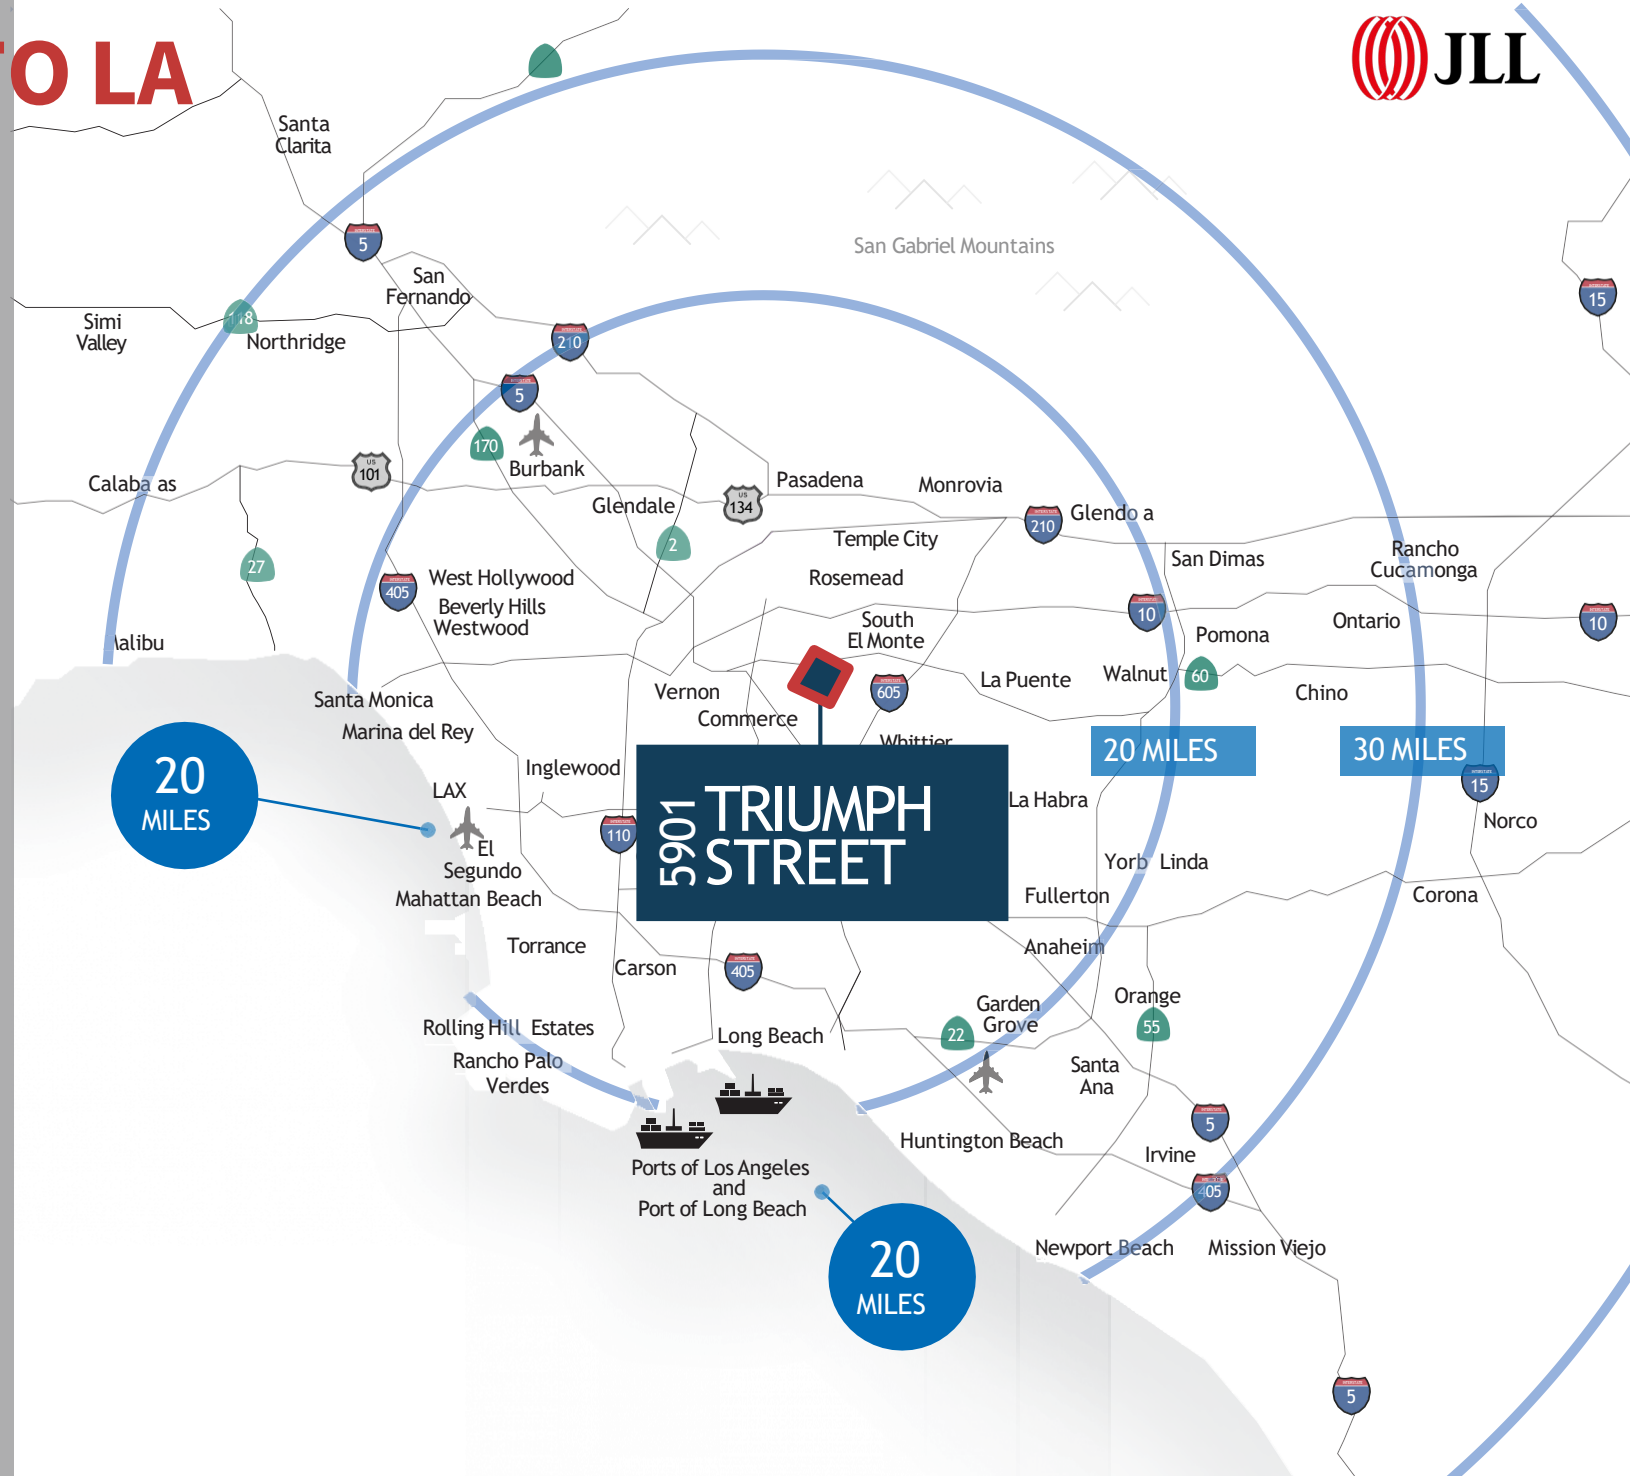 O LA
JLL
Santa
Clarita
San Gabriel Mountains
5
San
Fernando
15
118
Simi
Valley
Northridge
210
5
170
Burbank
US
101
Calaba as
Pasadena
Monrovia
Glendale
US
134
210
Glendo a
2
Temple City
San Dimas
Rancho
Cucamonga
27
405
West Hollywood
Beverly Hills
Westwood
Rosemead
South
El Monte
10
Pomona
Ontario
10
alibu
Santa Monica
Marina del Rey
Vernon
Commerce
605
La Puente
Walnut
60
Chino
Whittier
20 MILES
30 MILES
20
MILES
LAX
Inglewood
110
5901
TRIUMPH
STREET
La Habra
15
Norco
El
Segundo
Mahattan Beach
Yorb Linda
Fullerton
Corona
Torrance
Carson
405
Anaheim
Rolling Hill Estates
Rancho Palo
Verdes
Long Beach
22
Garden
Grove
Orange
55
Santa
Ana
5
Huntington Beach
Irvine
405
Ports of Los Angeles
and
Port of Long Beach
20
MILES
Newport Beach
Mission Viejo
5